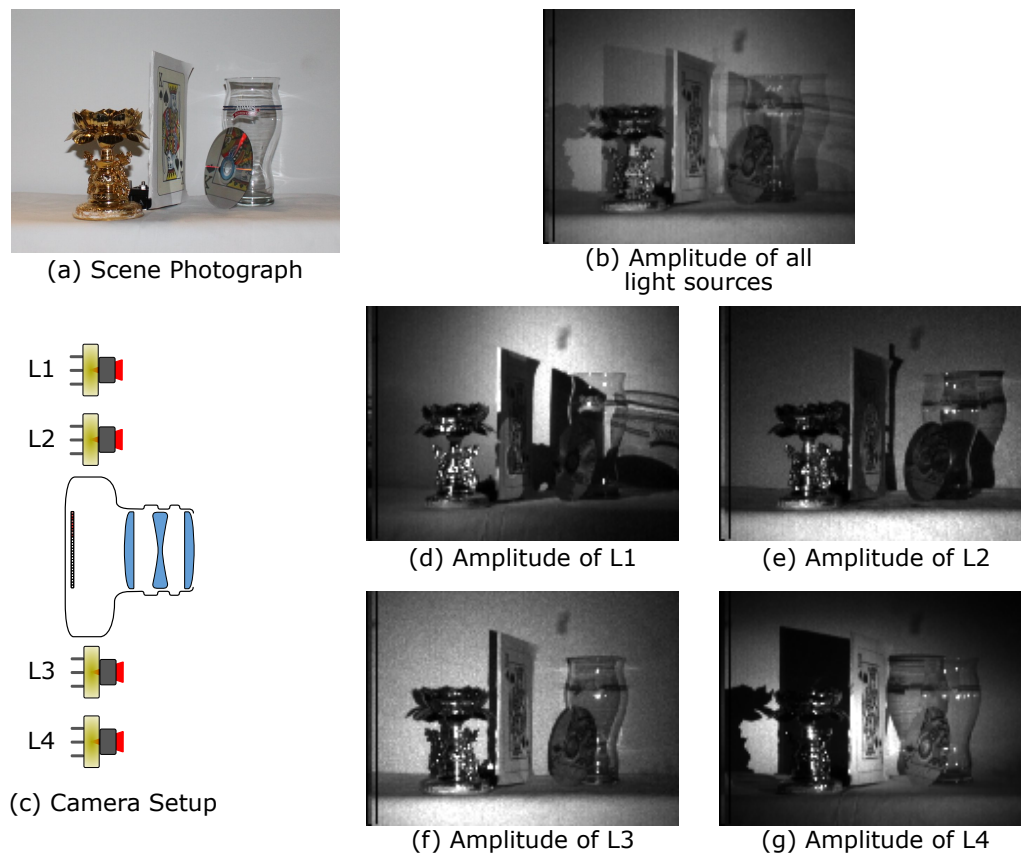 (a) Scene Photograph
(b) Amplitude of all
light sources
L1
L2
L3
L4
(c) Camera Setup
(d) Amplitude of L1
(e) Amplitude of L2
(f) Amplitude of L3
(g) Amplitude of L4
K